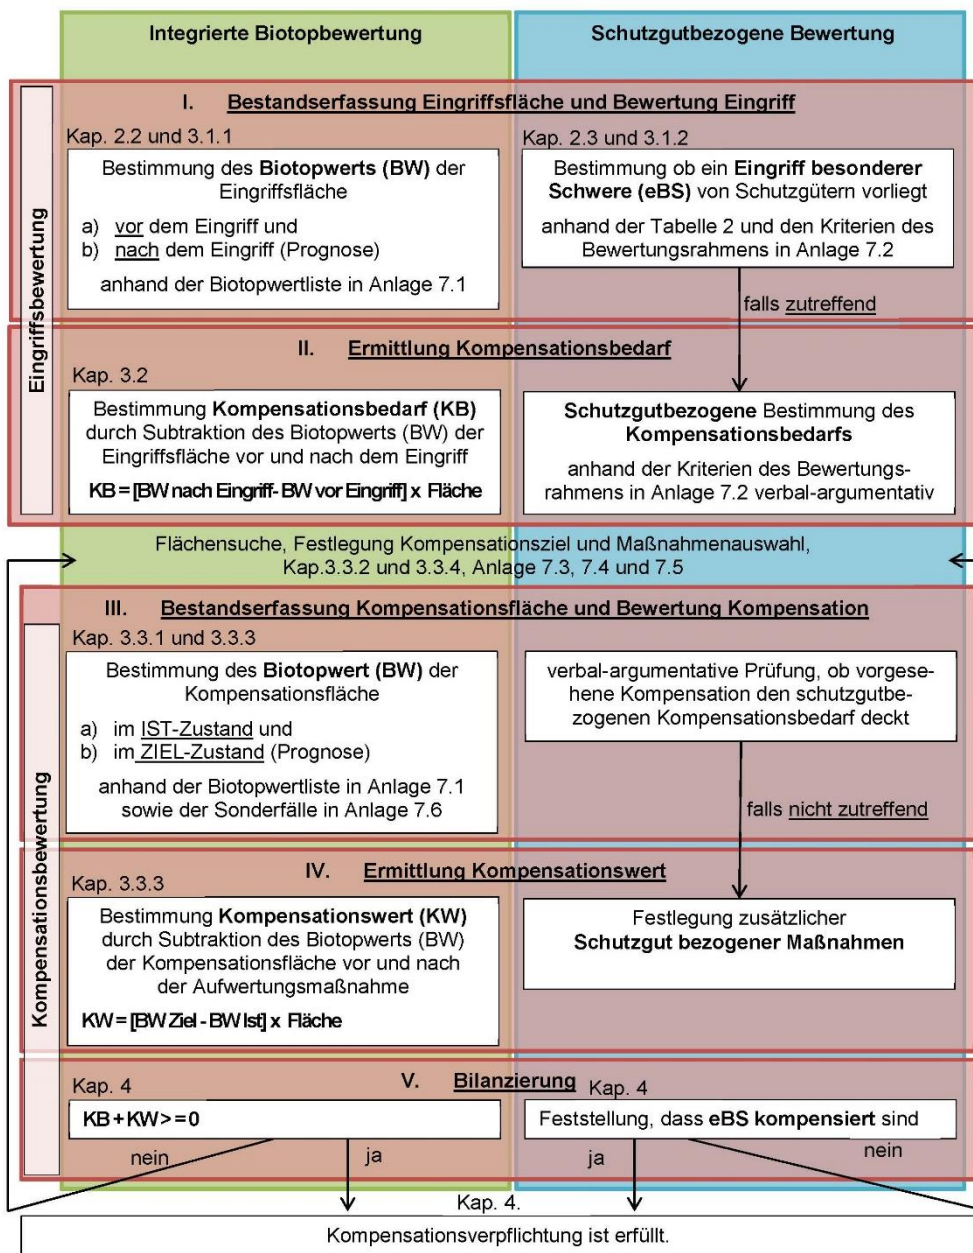 Integrierte Biotopbewertung
Schutzgutbezogene Bewertung
Eingriffsbewertung
I. Bestandserfassung Eingriffsfläche und Bewertung Eingriff
Kap. 2.2 und 3.1.1
Bestimmung des Biotopwerts (BW) der
Eingriffsfläche
a) vor dem Eingriff und
b) nach dem Eingriff (Prognose)
anhand der Biotopwertliste in Anlage 7.1
Kap. 2.3 und 3.1.2
Bestimmung ob ein Eingriff besonderer
Schwere (eBS) von Schutzgütern vorliegt
anhand der Tabelle 2 und den Kriterien des
Bewertungsrahmens in Anlage 7.2
falls zutreffend
II. Ermittlung Kompensationsbedarf
Kap. 3.2
Bestimmung Kompensationsbedarf (KB)
durch Subtraktion des Biotopwerts (BW) der
Eingriffsfläche vor und nach dem Eingriff
KB = [BW nach Eingriff- BW vor Eingriff] x Fläche
Schutzgutbezogene Bestimmung des
Kompensationsbedarfs
anhand der Kriterien des Bewertungs-
rahmens in Anlage 7.2 verbal-argumentativ
Flächensuche, Festlegung Kompensationsziel und Maßnahmenauswahl,
Kap.3.3.2 und 3.3.4, Anlage 7.3, 7.4 und 7.5
Kompensationsbewertung
III. Bestandserfassung Kompensationsfläche und Bewertung Kompensation
Kap. 3.3.1 und 3.3.3
Bestimmung des Biotopwert (BW) der
Kompensationsfläche
a) im IST-Zustand und
b) im ZIEL-Zustand (Prognose)
anhand der Biotopwertliste in Anlage 7.1
sowie der Sonderfälle in Anlage 7.6
verbal-argumentative Prüfung, ob vorgese-
hene Kompensation den schutzgutbe-
zogenen Kompensationsbedarf deckt
falls nicht zutreffend
IV. Ermittlung Kompensationswert
Kap. 3.3.3
Bestimmung Kompensationswert (KW)
durch Subtraktion des Biotopwerts (BW)
der Kompensationsfläche vor und nach
der Aufwertungsmaßnahme
KW = [BW Ziel - BW Ist] x Fläche
Festlegung zusätzlicher
Schutzgut bezogener Maßnahmen
V. Bilanzierung
Kap. 4
KB + KW > = 0
nein
ja
Kap. 4
Feststellung, dass eBS kompensiert sind
ja
nein
Kap. 4.
Kompensationsverpflichtung ist erfüllt.